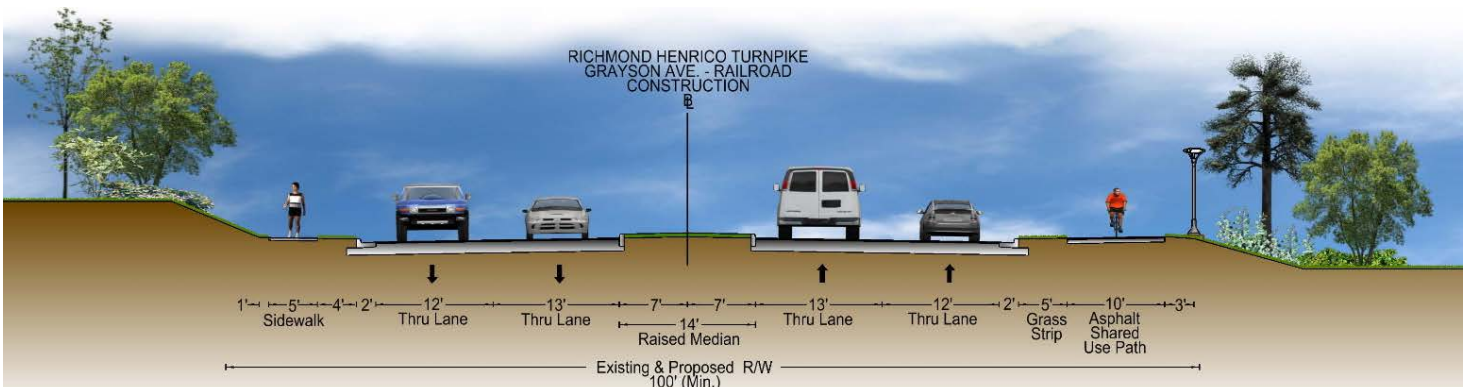 RICHMOND HENRICO TURNPIKE
GRAYSON AVE. - RAILROAD
CONSTRUCTION
BL
1' 5' 4' 2' 12' 13' 7' 7' 13' 12' 2' 5' 10' 3'
Sidewalk Thru Lane Thru Lane 14' Thru Lane Thru Lane Grass Asphalt
Raised Median Strip Shared
Use Path
Existing & Proposed R/W
100' (Min.)